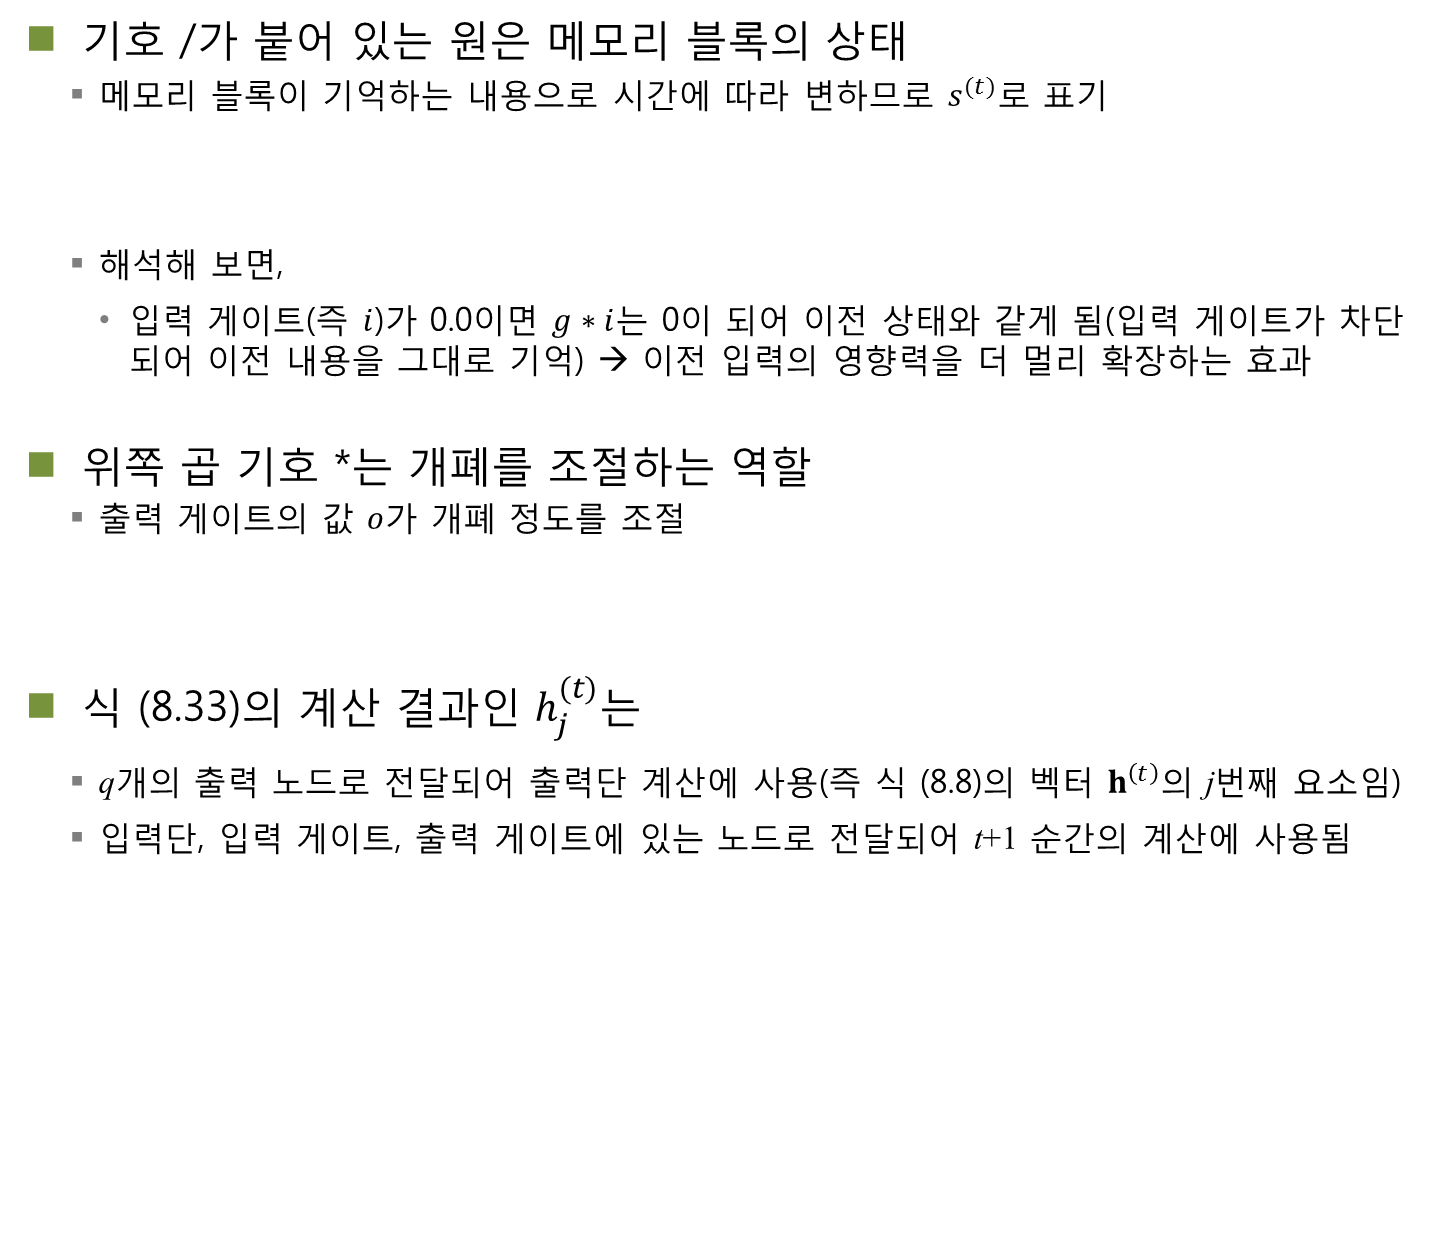 ■ 기호 /가 붙어 있는 원은 메모리 블록의 상태
▪ 메모리 블록이 기억하는 내용으로 시간에 따라 변하므로 𝑠⁽ᵗ⁾로 표기
▪ 해석해 보면,
• 입력 게이트(즉 𝑖)가 0.0이면 𝑔 ∗ 𝑖는 0이 되어 이전 상태와 같게 됨(입력 게이트가 차단
되어 이전 내용을 그대로 기억) → 이전 입력의 영향력을 더 멀리 확장하는 효과
■ 위쪽 곱 기호 *는 개폐를 조절하는 역할
▪ 출력 게이트의 값 𝑜가 개폐 정도를 조절
■ 식 (8.33)의 계산 결과인 ℎⱼ⁽ᵗ⁾는
▪ q개의 출력 노드로 전달되어 출력단 계산에 사용(즉 식 (8.8)의 벡터 𝐡⁽ᵗ⁾의 j번째 요소임)
▪ 입력단, 입력 게이트, 출력 게이트에 있는 노드로 전달되어 t+1 순간의 계산에 사용됨